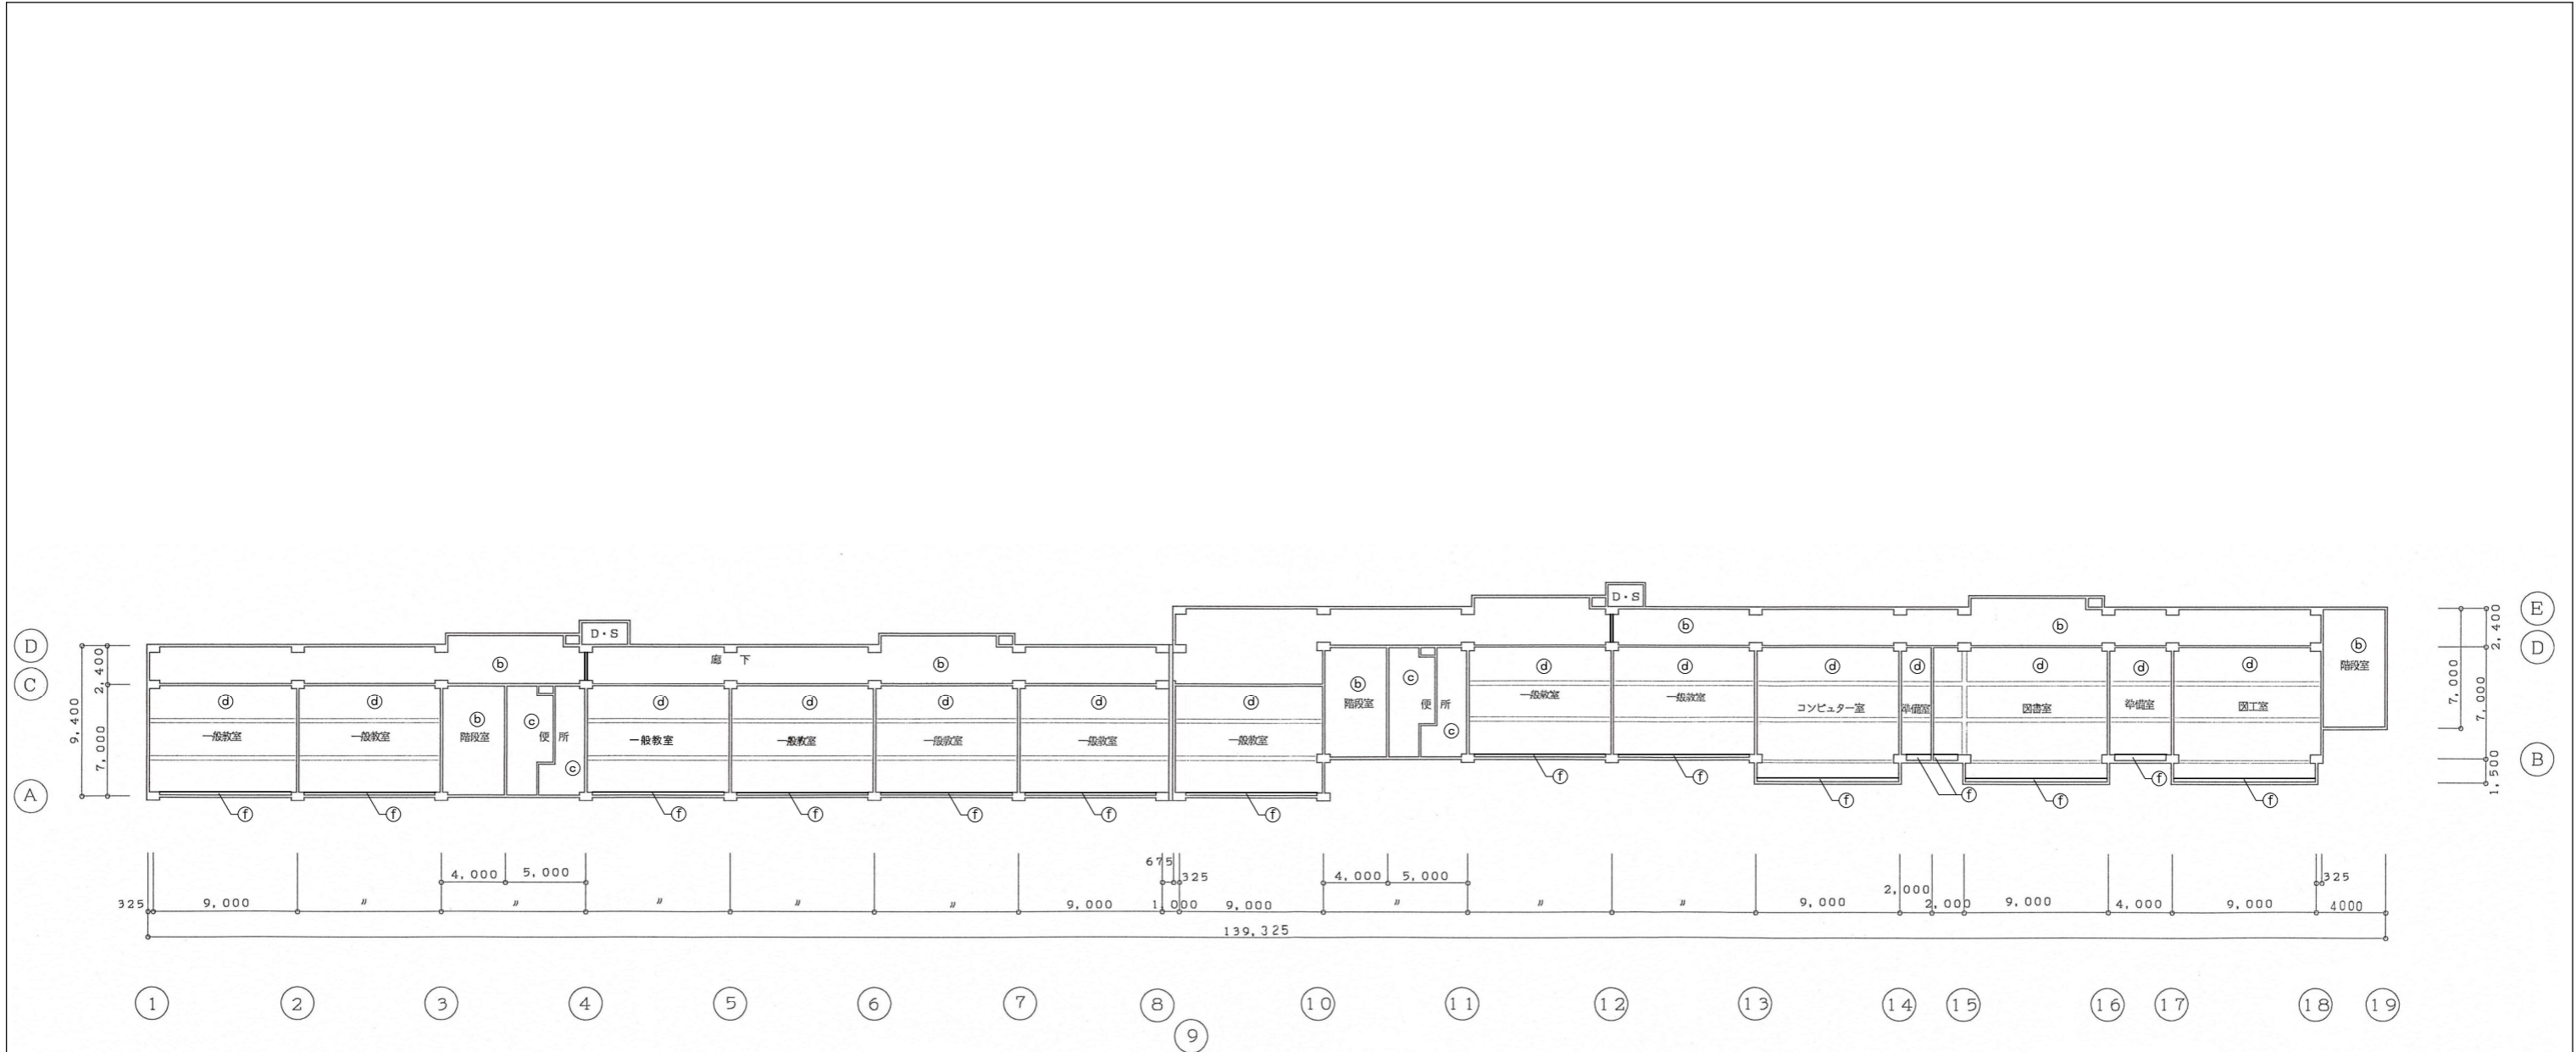 D・S
E
2,400
D・S
D
2,400
廊 下
ⓑ
ⓑ
ⓑ
ⓑ
ⓑ
階段室
D
C
9,400
7,000
ⓓ
一般教室
ⓓ
一般教室
ⓑ
階段室
ⓒ
便 所
ⓒ
ⓓ
一般教室
ⓓ
一般教室
ⓓ
一般教室
ⓓ
一般教室
ⓓ
一般教室
ⓑ
階段室
ⓒ
便 所
ⓒ
ⓓ
一般教室
ⓓ
一般教室
ⓓ
コンピュター室
ⓓ
準備室
ⓓ
図書室
ⓓ
準備室
ⓓ
図工室
7,000
7,000
A
B
1,500
ⓕ ⓕ ⓕ ⓕ ⓕ ⓕ ⓕ ⓕ ⓕ ⓕ ⓕ ⓕ ⓕ ⓕ
4,000 5,000 675 325 4,000 5,000 325
325 9,000 〃 〃 〃 〃 〃 9,000 1,000 9,000 〃 〃 〃 9,000 2,000 2,000 9,000 4,000 9,000 4000
139,325
1 2 3 4 5 6 7 8 9 10 11 12 13 14 15 16 17 18 19